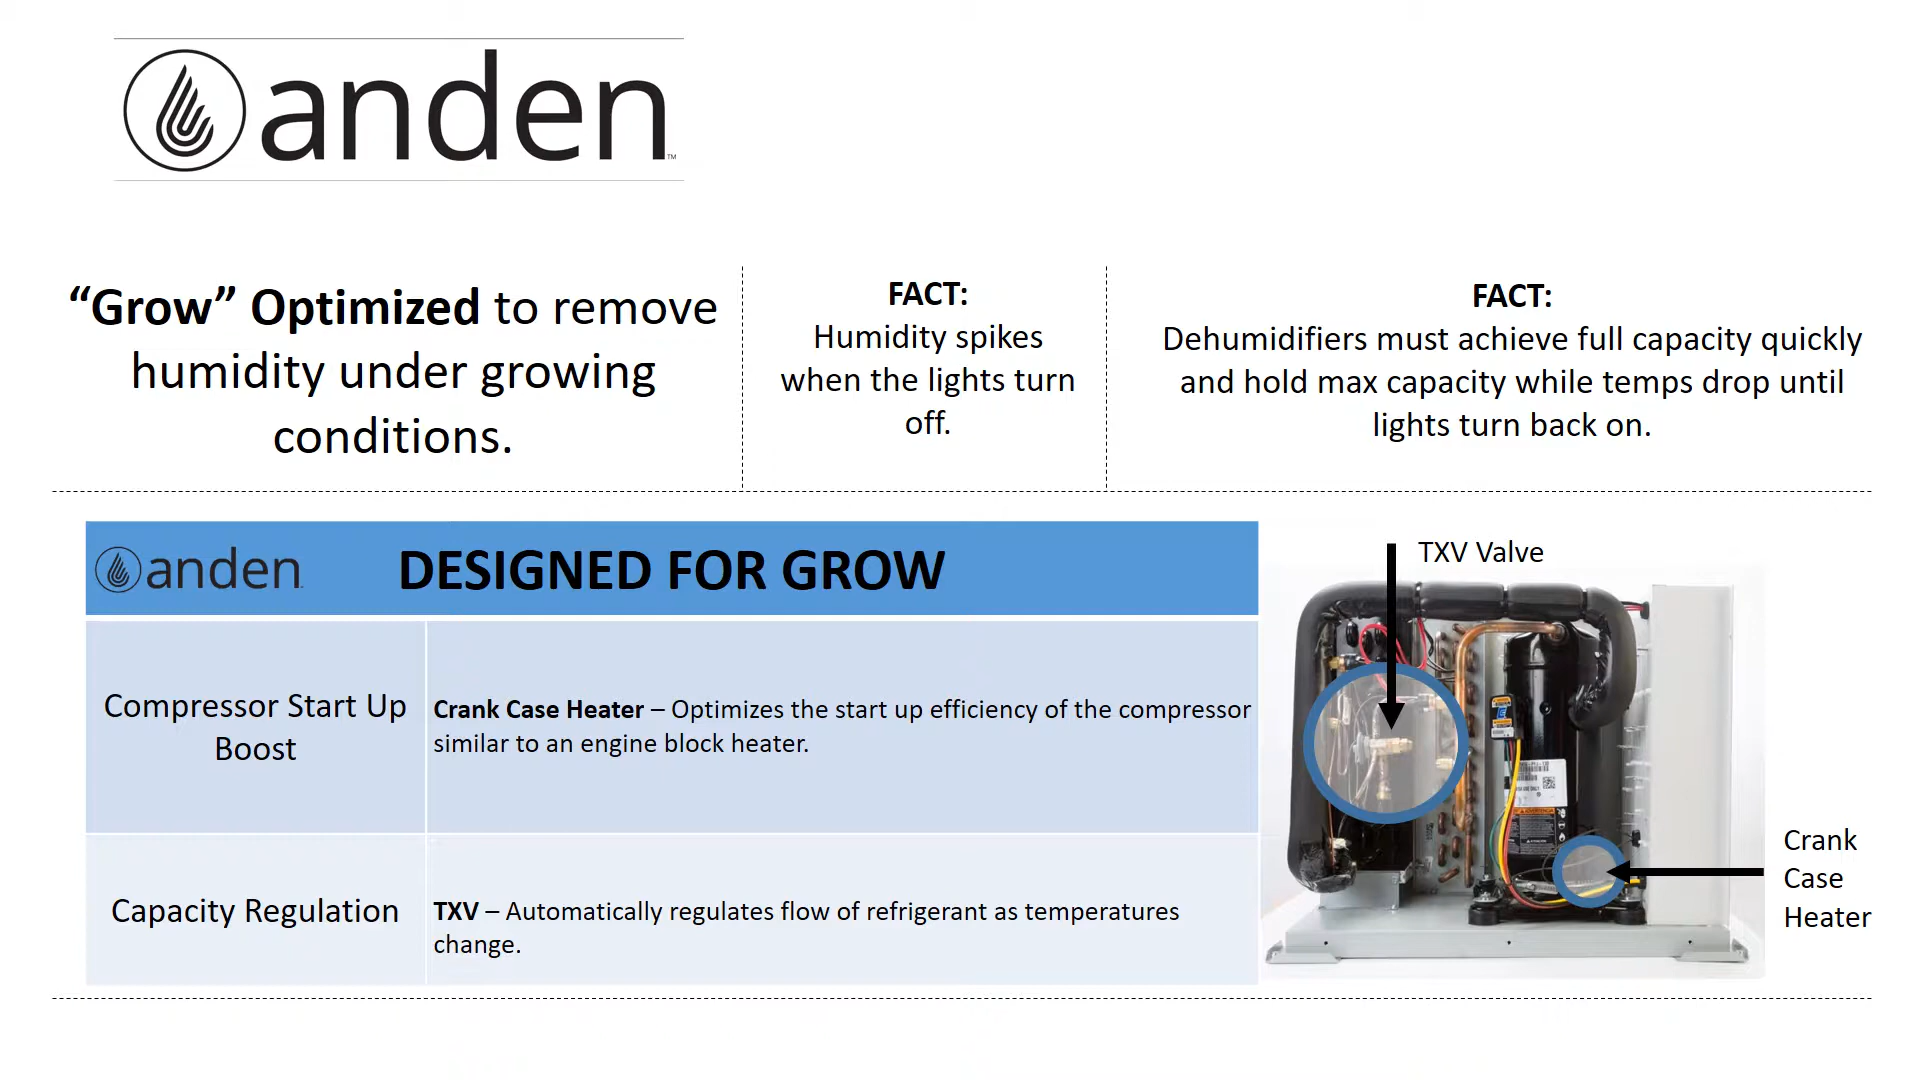 anden
TM
“Grow” Optimized to remove
humidity under growing
conditions.
FACT:
Humidity spikes
when the lights turn
off.
FACT:
Dehumidifiers must achieve full capacity quickly
and hold max capacity while temps drop until
lights turn back on.
anden
DESIGNED FOR GROW
Compressor Start Up
Boost
Crank Case Heater – Optimizes the start up efficiency of the compressor
similar to an engine block heater.
Capacity Regulation
TXV – Automatically regulates flow of refrigerant as temperatures
change.
TXV Valve
Crank
Case
Heater